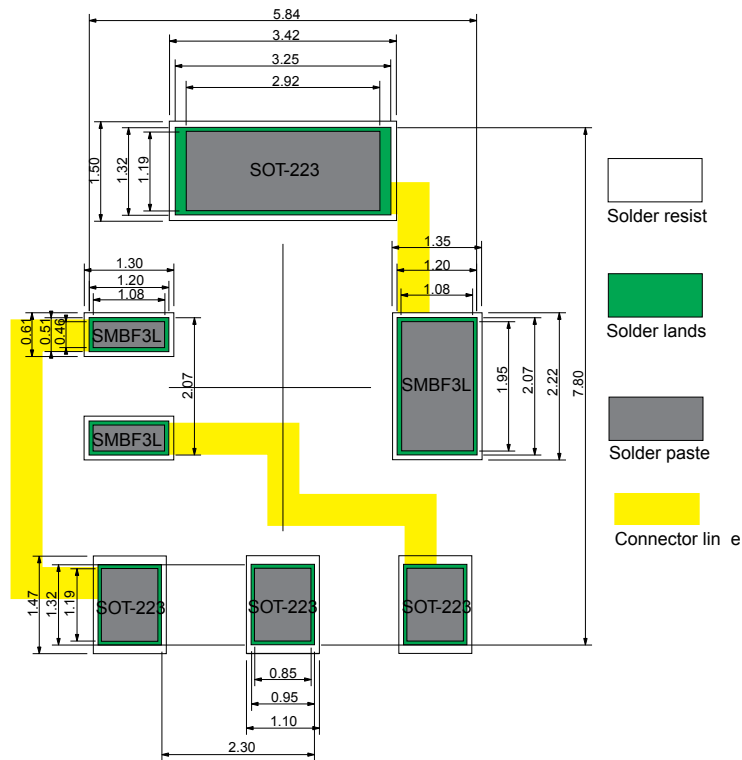 5.84
3.42
3.25
2.92
1.50
1.32
1.19
SOT-223
Solder resist
1.30
1.20
1.08
1.35
1.20
1.08
Solder lands
0.61
0.51
0.46
SMBF3L
2.07
SMBF3L
1.95
2.07
2.22
7.80
SMBF3L
Solder paste
Connector lin e
1.47
1.32
1.19
SOT-223
SOT-223
SOT-223
0.85
0.95
1.10
2.30